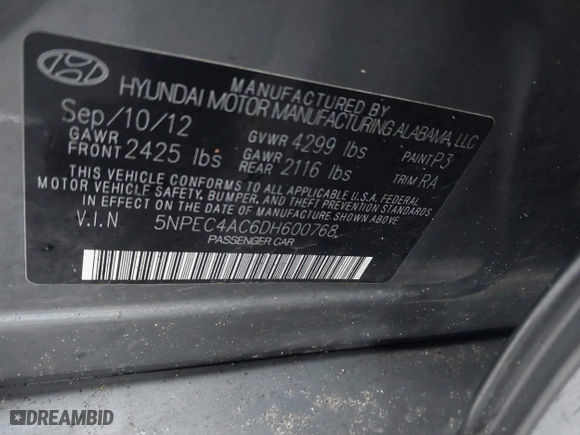 MANUFACTURED BY
HYUNDAI MOTOR MANUFACTURING ALABAMA, LLC
Sep/10/12 GVWR 4299 lbs PAINT P3
GAWR FRONT 2425 lbs GAWR REAR 2116 lbs TRIM RA
THIS VEHICLE CONFORMS TO ALL APPLICABLE U.S.A. FEDERAL
MOTOR VEHICLE SAFETY, BUMPER, AND THEFT PREVENTION STANDARDS
IN EFFECT ON THE DATE OF MANUFACTURE SHOWN ABOVE.
V.I.N 5NPEC4AC6DH600768
PASSENGER CAR
DREAMBID